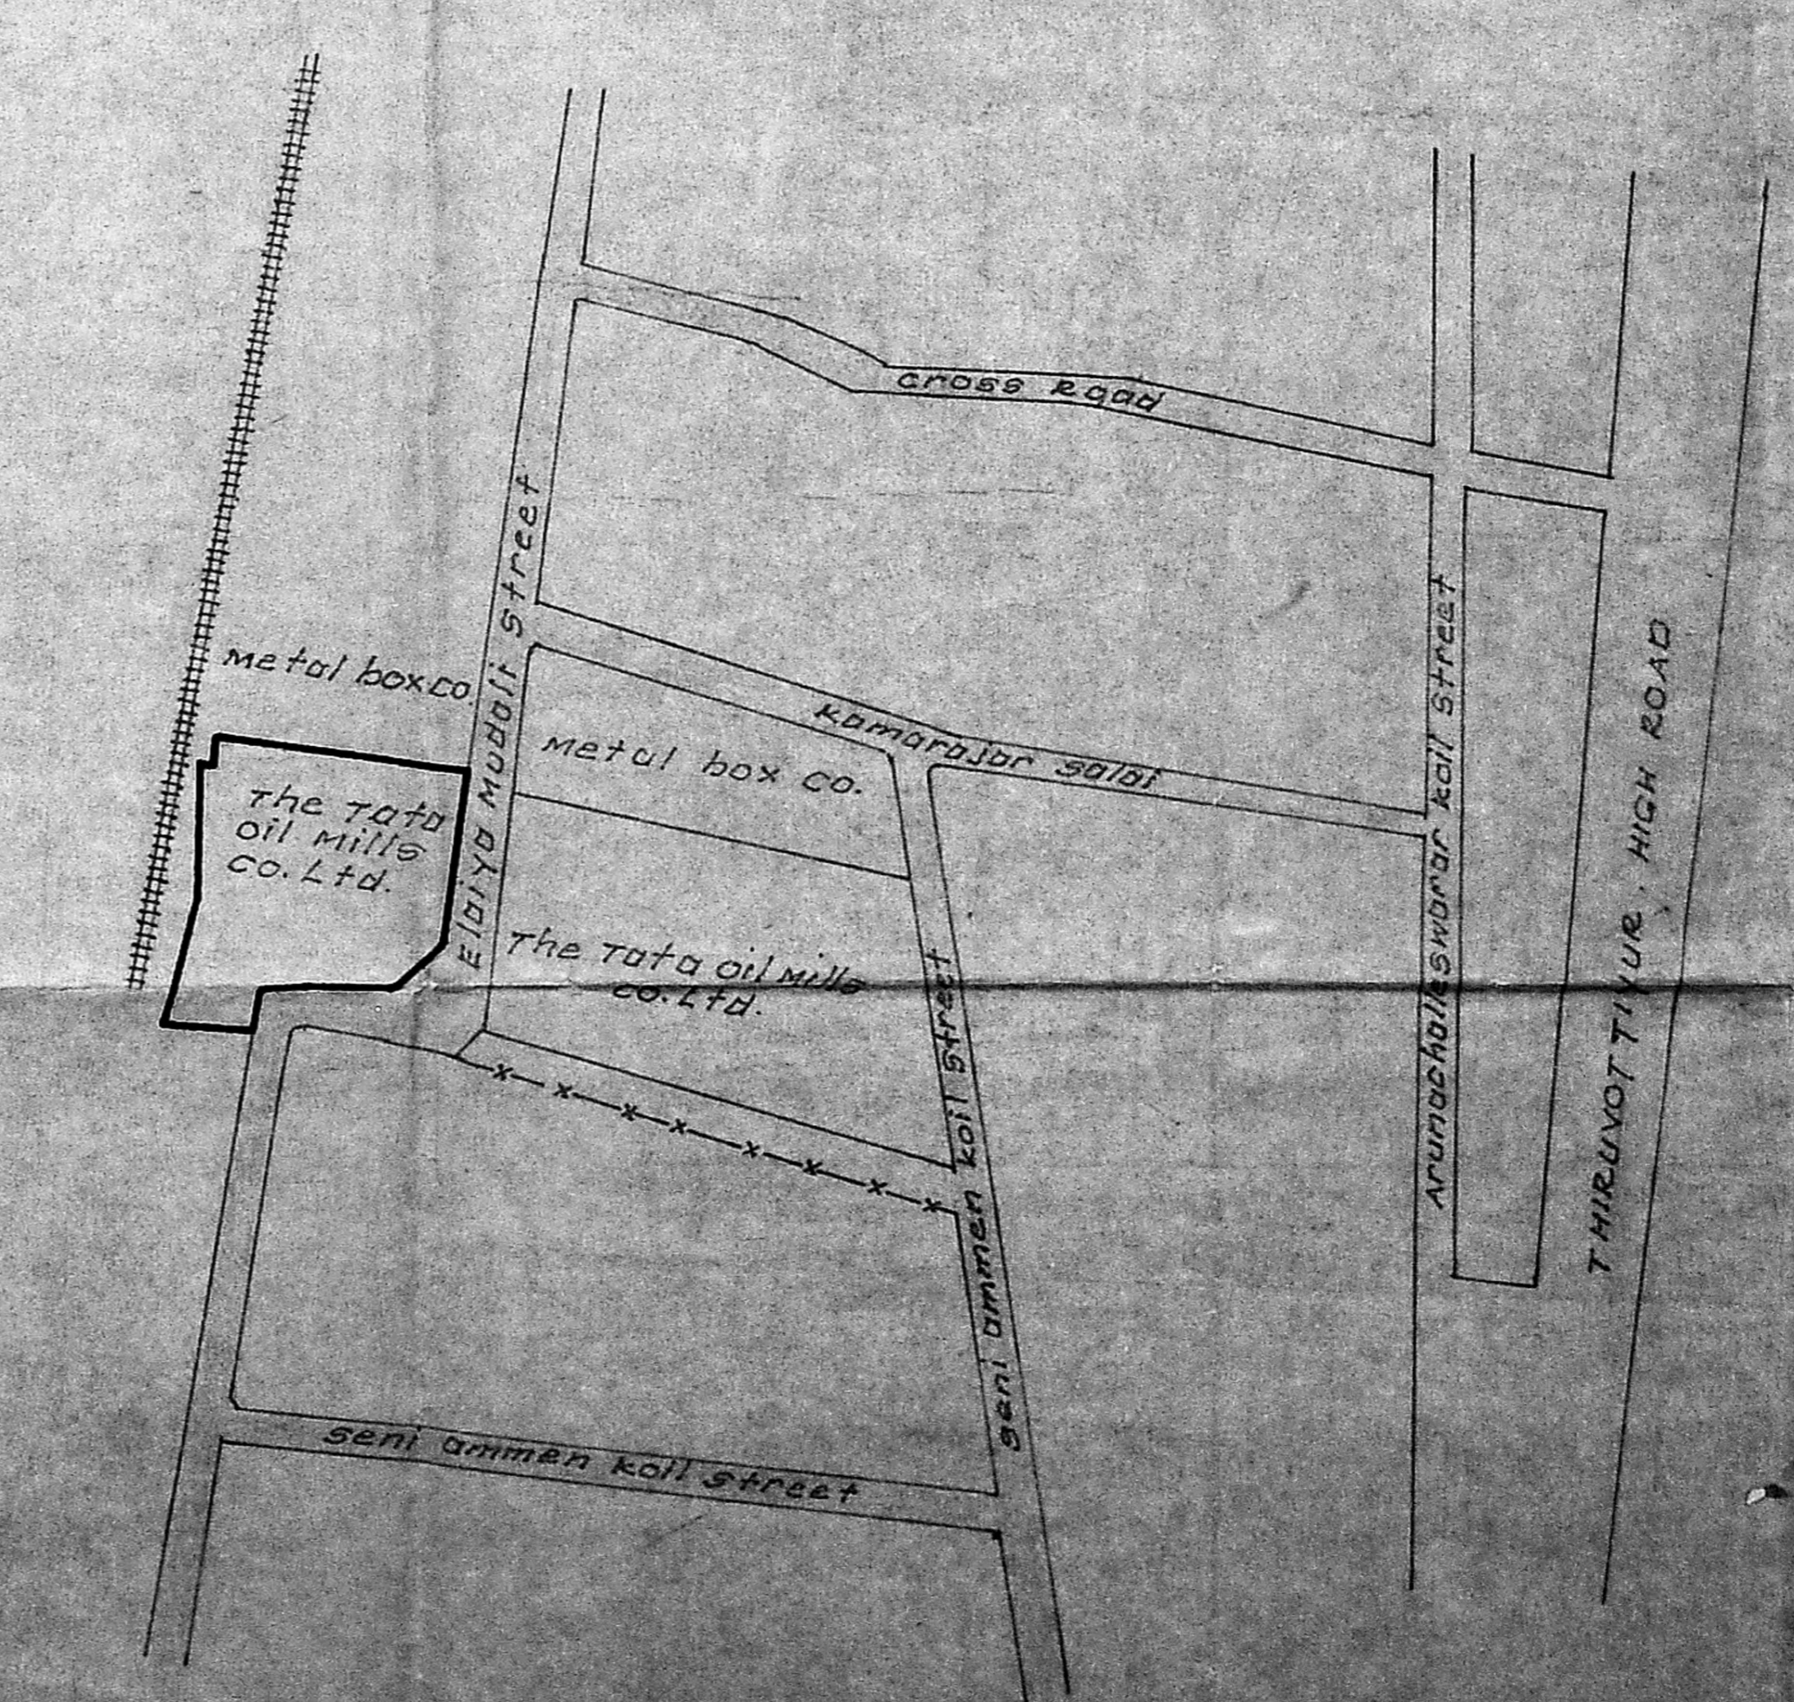 cross Road
Elaiya Mudali Street
Metal box co.
kamarajar salai
Metal box co.
The Tata
oil Mills
co. Ltd.
The Tata oil Mills
co. Ltd.
seni ammen koil street
Arunachalleswarar koil street
THIRUVOTTIYUR. HIGH ROAD
seni ammen koil street